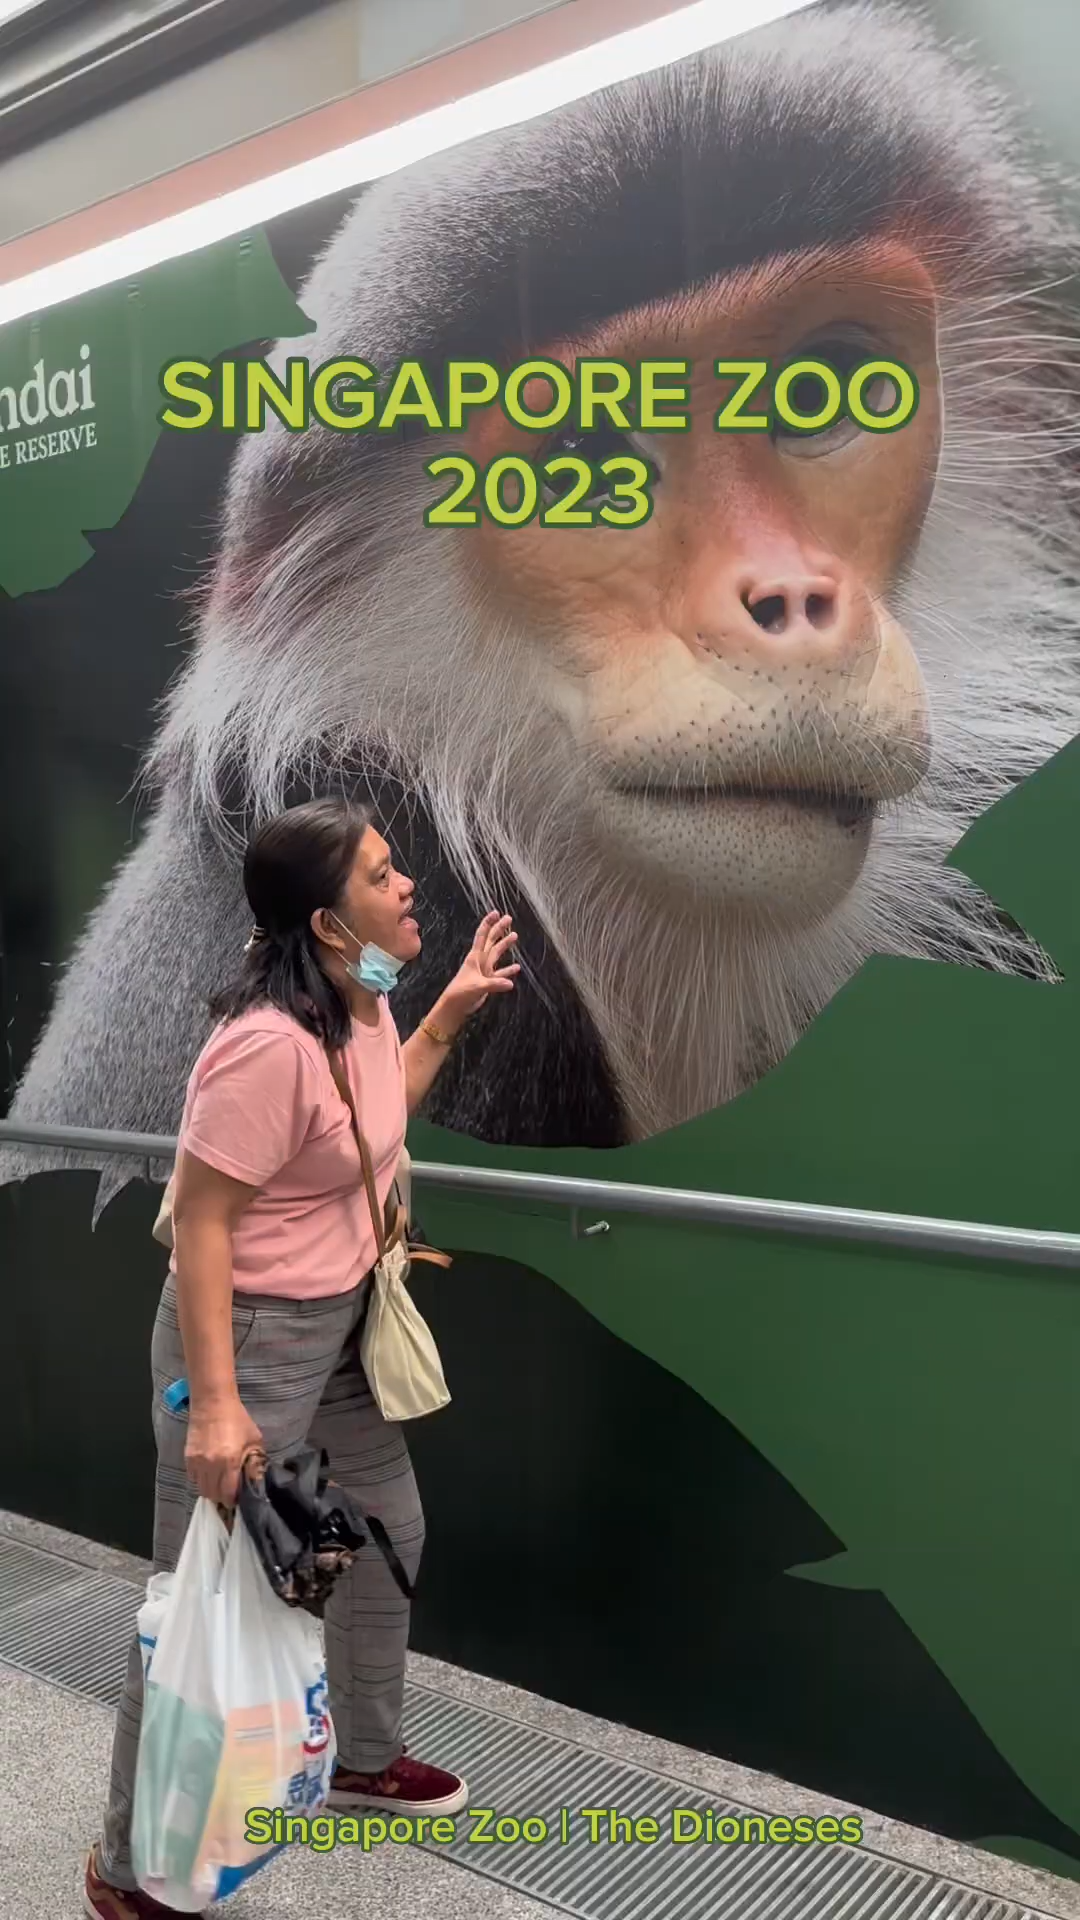 ndai
E RESERVE
SINGAPORE ZOO
2023
Singapore Zoo | The Dioneses